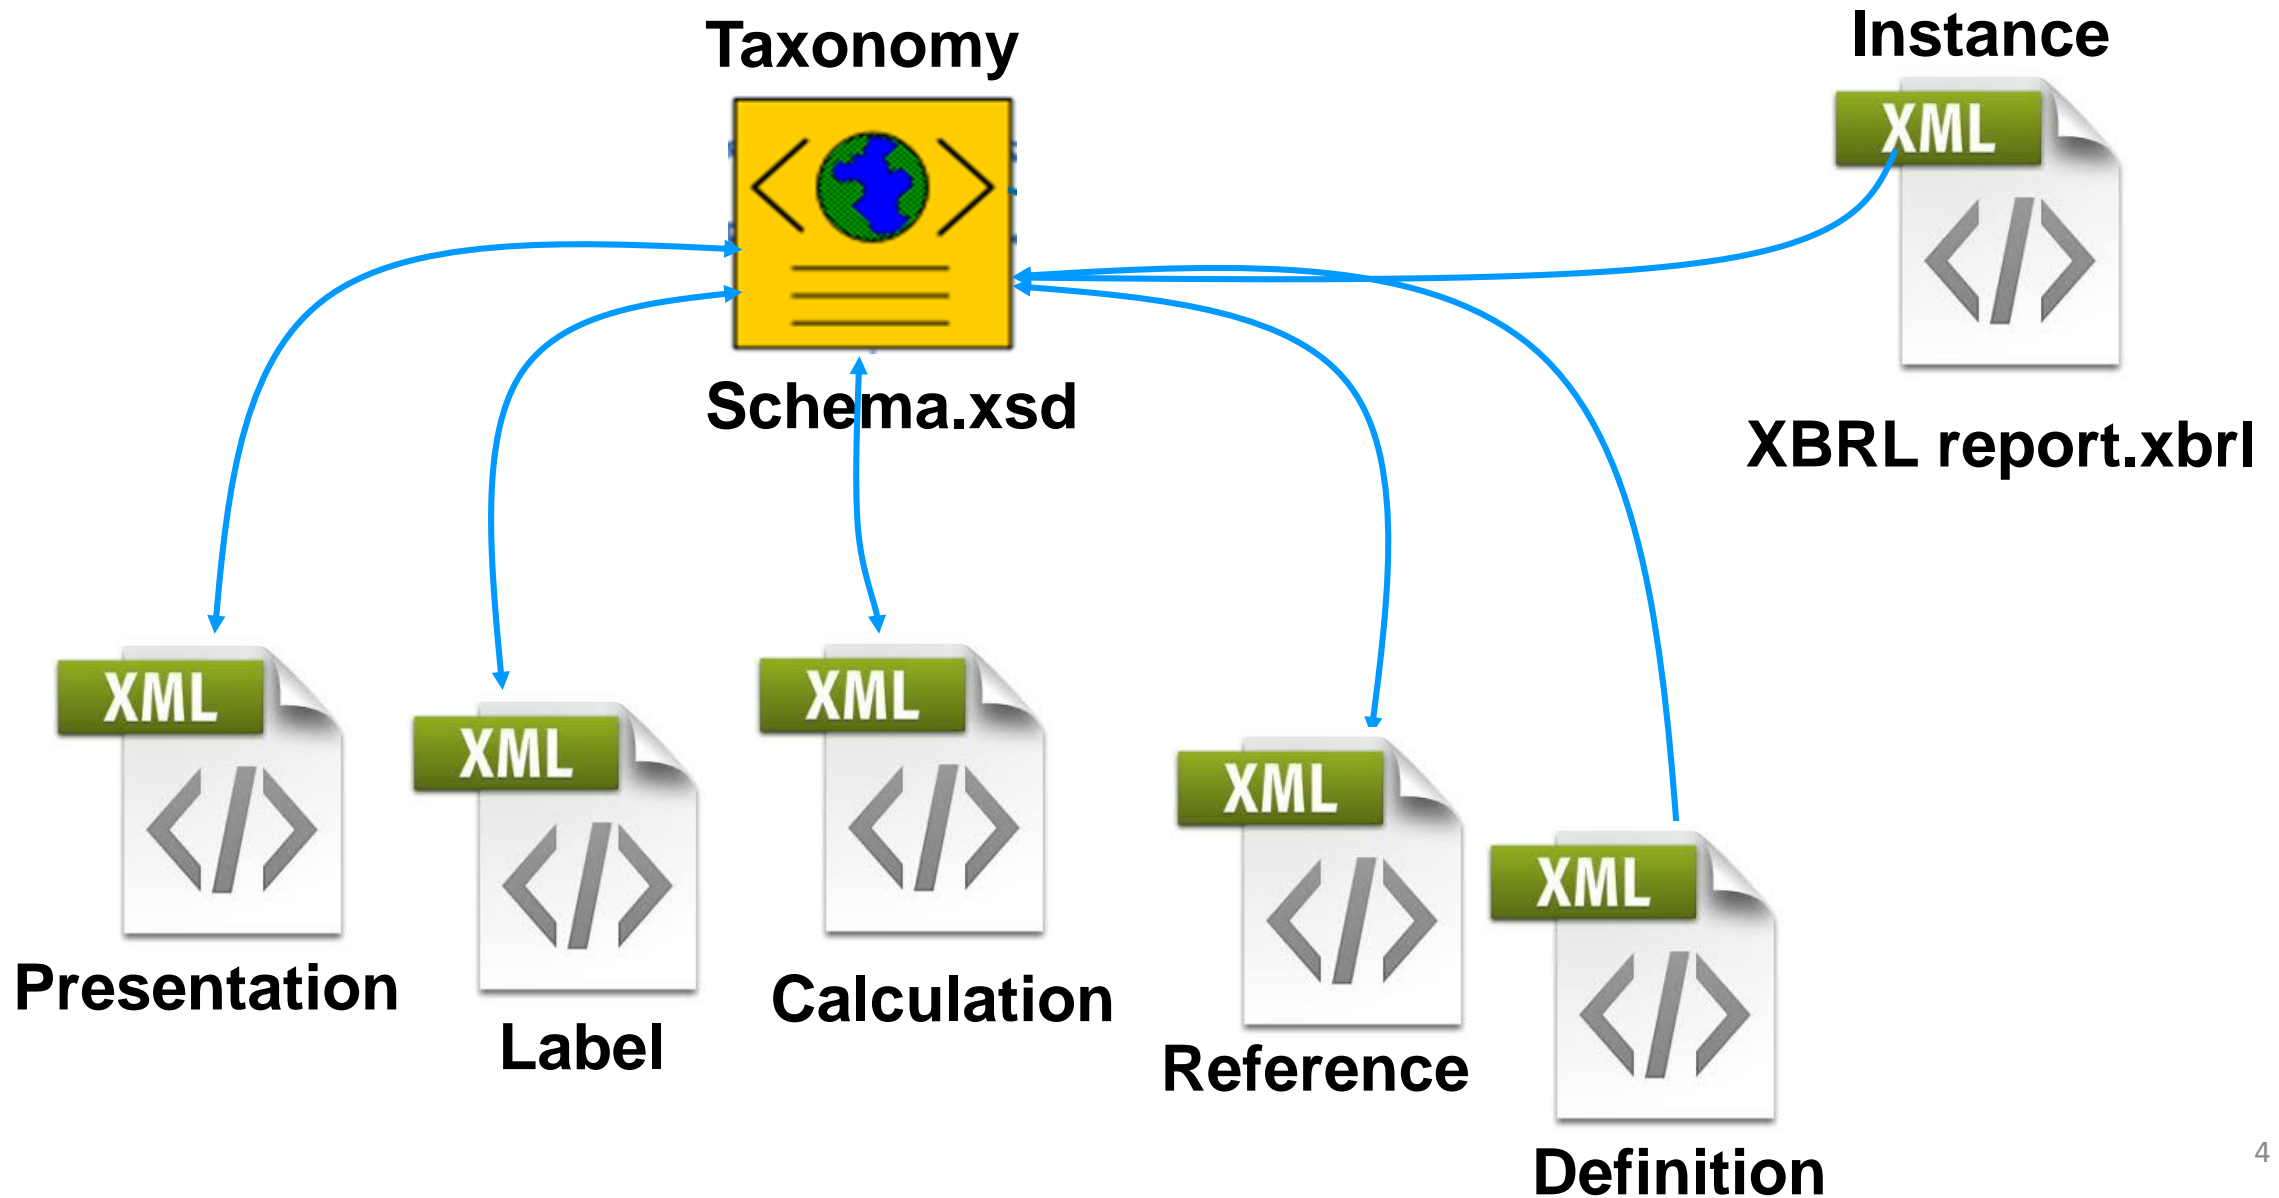 Taxonomy
Instance
XML
Schema.xsd
XBRL report.xbrl
XML
XML
XML
XML
XML
Presentation
Label
Calculation
Reference
Definition
4